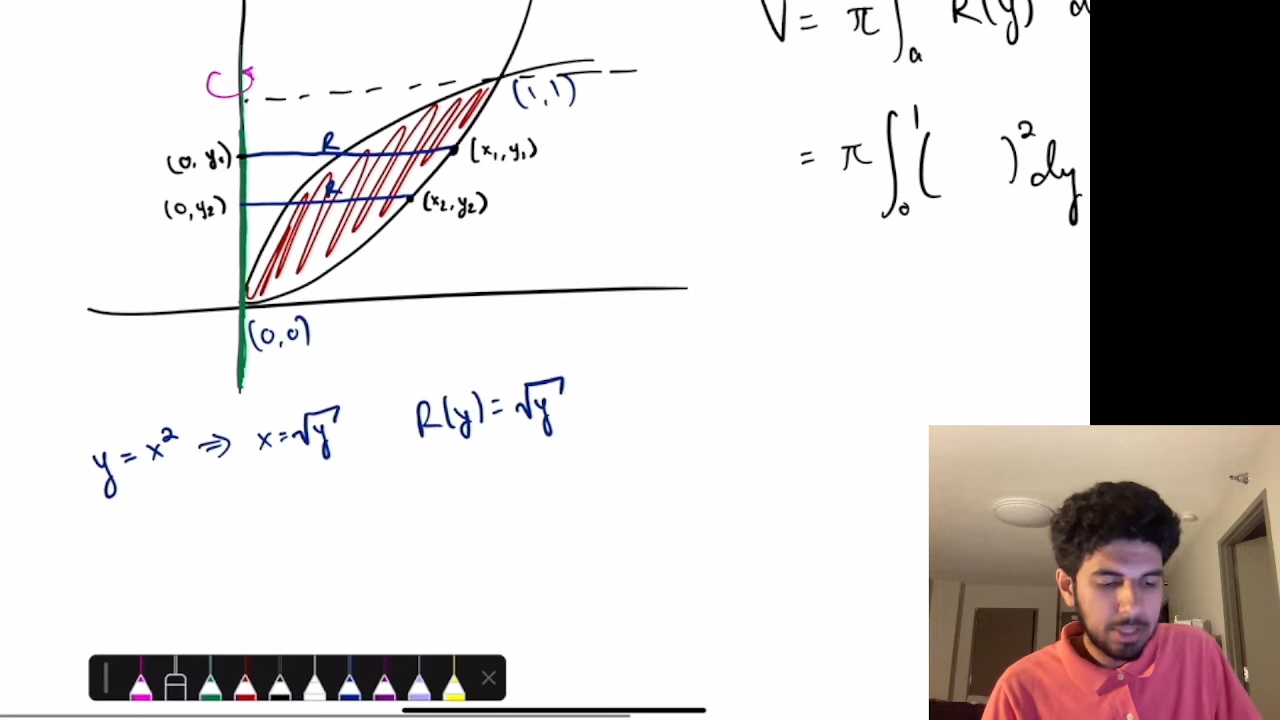 V = π ∫ₐ R(y) d
(1,1)
R
(0, y₁)
(x₁, y₁)
= π ∫₀¹ ( )² dy
R
(0, y₂)
(x₂, y₂)
(0,0)
y = x² ⇒ x = √y R(y) = √y